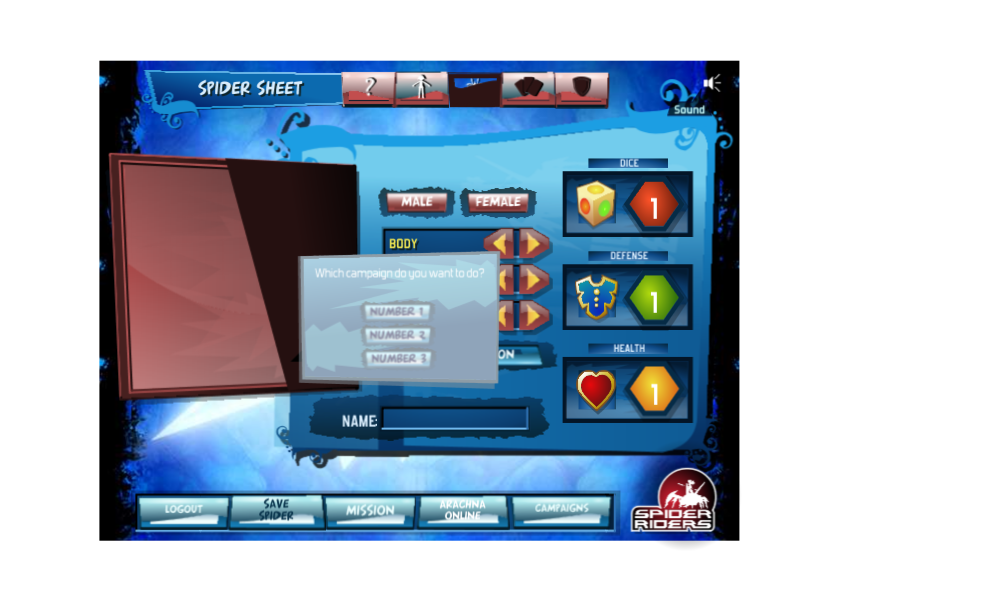 SPIDER SHEET
?
Sound
DICE
1
MALE
FEMALE
BODY
DEFENSE
1
Which campaign do you want to do?
NUMBER 1
NUMBER 2
NUMBER 3
ON
HEALTH
1
NAME:
LOGOUT
SAVE
SPIDER
MISSION
ARACHNA
ONLINE
CAMPAIGNS
SPIDER
RIDERS